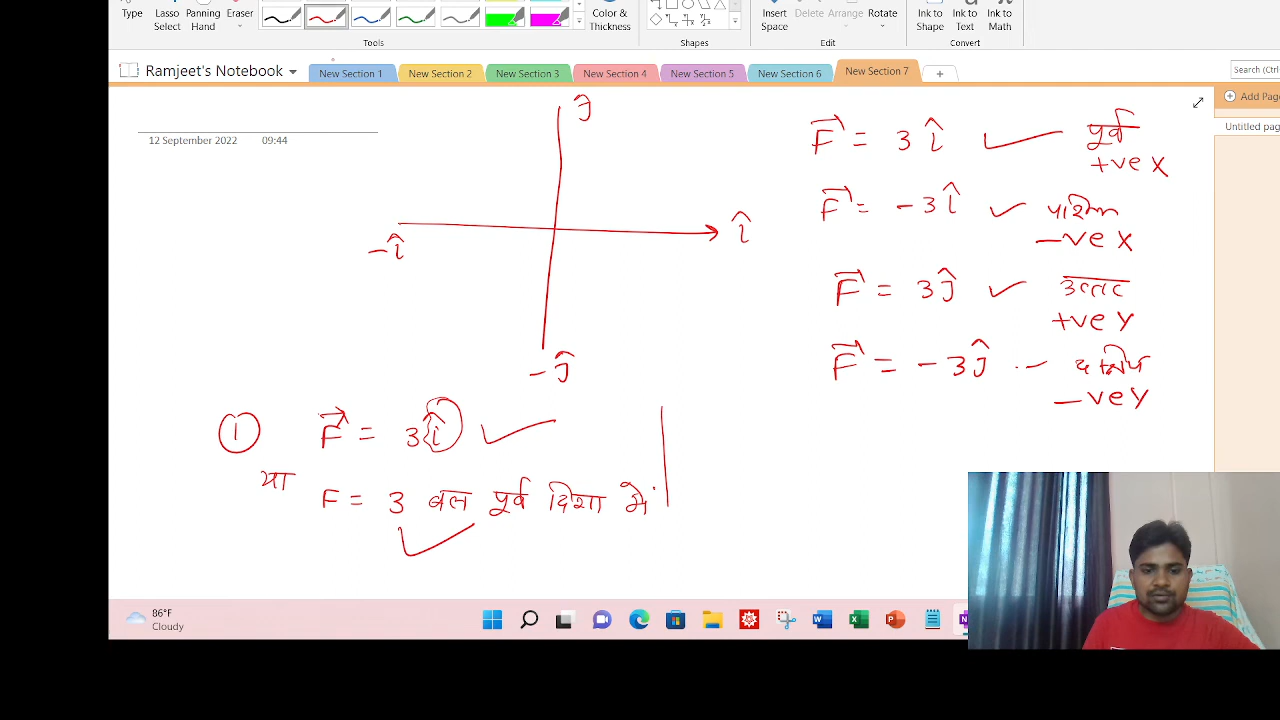 Type
Lasso Select
Panning Hand
Eraser
Color & Thickness
Insert Space
Delete
Arrange
Rotate
Ink to Shape
Ink to Text
Ink to Math
Tools
Shapes
Edit
Convert
Ramjeet's Notebook
New Section 1
New Section 2
New Section 3
New Section 4
New Section 5
New Section 6
New Section 7
+
Search (Ctrl
Add Page
Untitled page
12 September 2022 09:44
ĵ
-î
î
-ĵ
F⃗ = 3î पूर्व
+ve X
F⃗ = -3î
-ve X
F⃗ = 3ĵ उत्तर
+ve Y
F⃗ = -3ĵ
-ve Y
① F⃗ = 3î
या
F = 3 बल पूर्व दिशा में
86°F
Cloudy